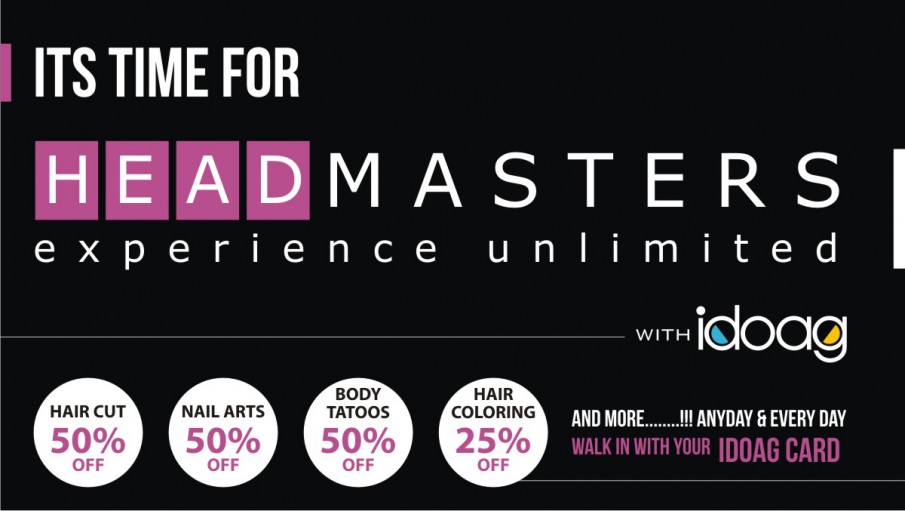 ITS TIME FOR
HEADMASTERS
experience unlimited
WITH idoag
HAIR CUT
50%
OFF
NAIL ARTS
50%
OFF
BODY
TATOOS
50%
OFF
HAIR
COLORING
25%
OFF
AND MORE........!!! ANYDAY & EVERY DAY
WALK IN WITH YOUR IDOAG CARD